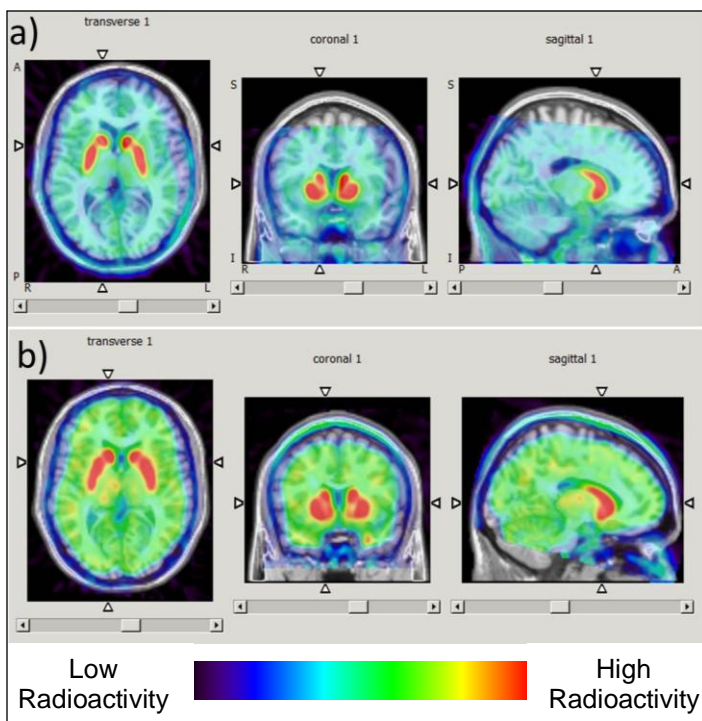 a)
transverse 1
coronal 1
sagittal 1
A
S
S
P
R
L
I
R
L
I
P
A
b)
transverse 1
coronal 1
sagittal 1
Low
Radioactivity
High
Radioactivity